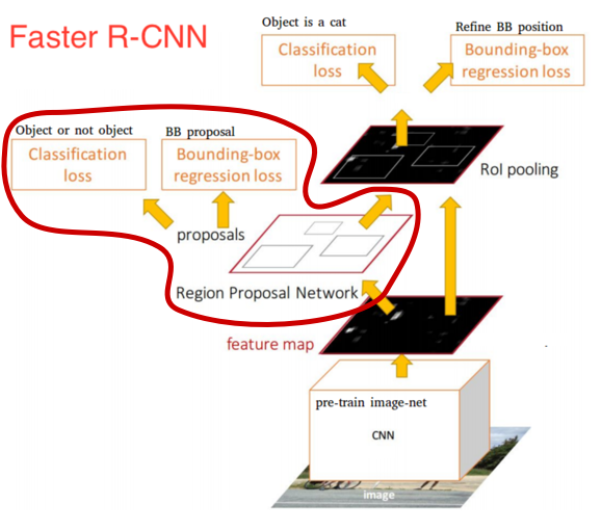 Faster R-CNN
Object is a cat
Classification
loss
Refine BB position
Bounding-box
regression loss
Object or not object
Classification
loss
BB proposal
Bounding-box
regression loss
RoI pooling
proposals
Region Proposal Network
feature map
pre-train image-net
CNN
image